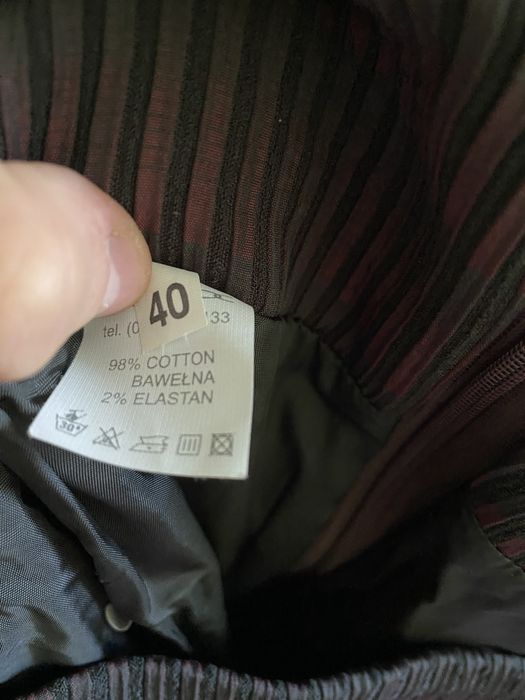 40
tel. (0 33
98% COTTON
BAWEŁNA
2% ELASTAN
30°